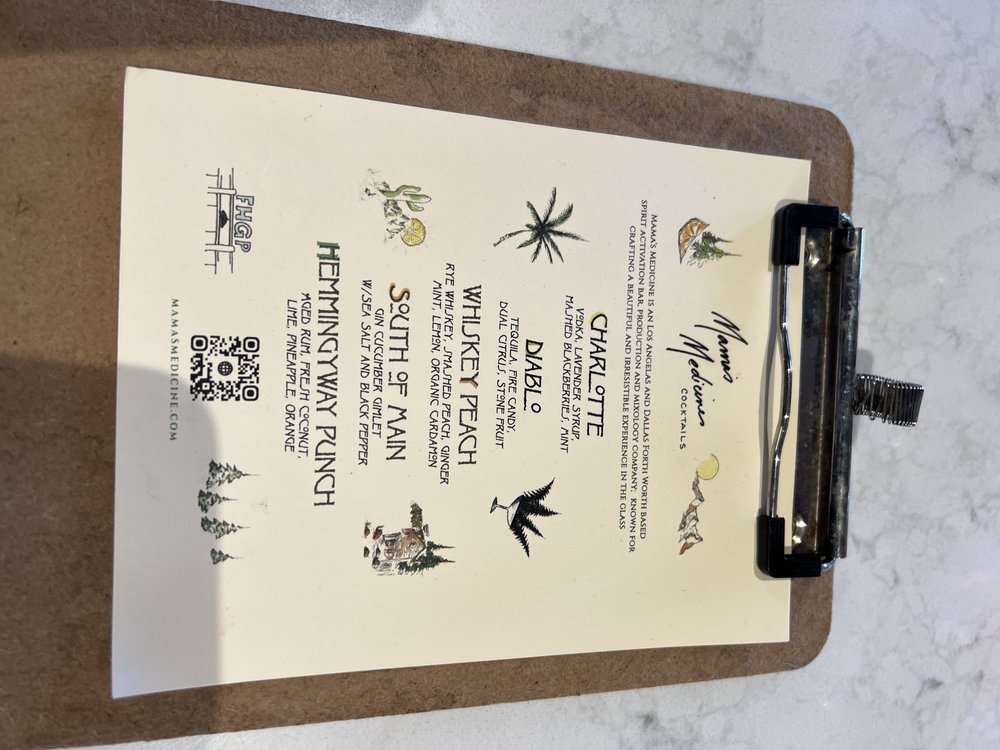 Mama's
Medicine
COCKTAILS
MAMA'S MEDICINE IS AN LOS ANGELAS AND DALLAS FORTH WORTH BASED
SPIRIT ACTIVATION BAR, PRODUCTION AND MIXOLOGY COMPANY; KNOWN FOR
CRAFTING A BEAUTIFUL AND IRRESISTIBLE EXPERIENCE IN THE GLASS
CHARLOTTE
VODKA, LAVENDER SYRUP,
MASHED BLACKBERRIES, MINT
DIABLO
TEQUILA, FIRE CANDY,
DUAL CITRUS, STONE FRUIT
WHISKEY PEACH
RYE WHISKEY, SMASHED PEACH, GINGER
MINT, LEMON, ORGANIC CARDAMON
SOUTH OF MAIN
GIN CUCUMBER GIMLET
W/SEA SALT AND BLACK PEPPER
HEMMINGYWAY PUNCH
AGED RUM, FRESH COCONUT,
LIME, PINEAPPLE, ORANGE
FHGP
MAMASMEDICINE.COM